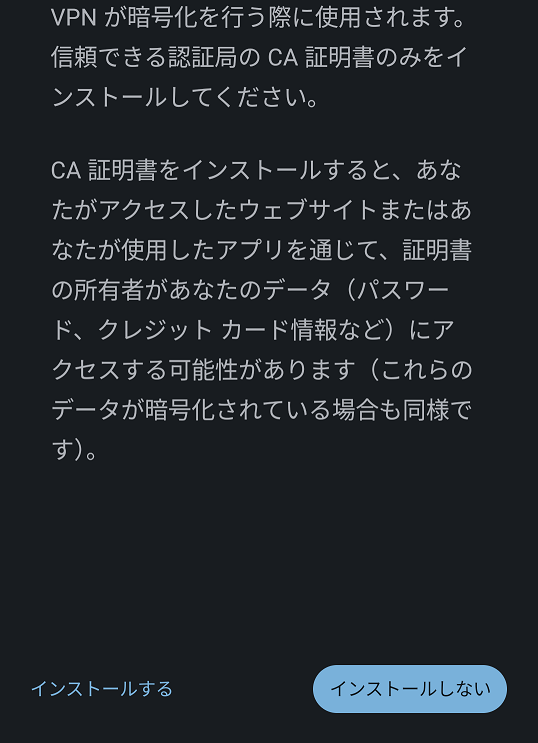 VPN が暗号化を行う際に使用されます。
信頼できる認証局の CA 証明書のみをイ
ンストールしてください。
CA 証明書をインストールすると、あな
たがアクセスしたウェブサイトまたはあ
なたが使用したアプリを通じて、証明書
の所有者があなたのデータ（パスワー
ド、クレジット カード情報など）にア
クセスする可能性があります（これらの
データが暗号化されている場合も同様で
す）。
インストールする
インストールしない